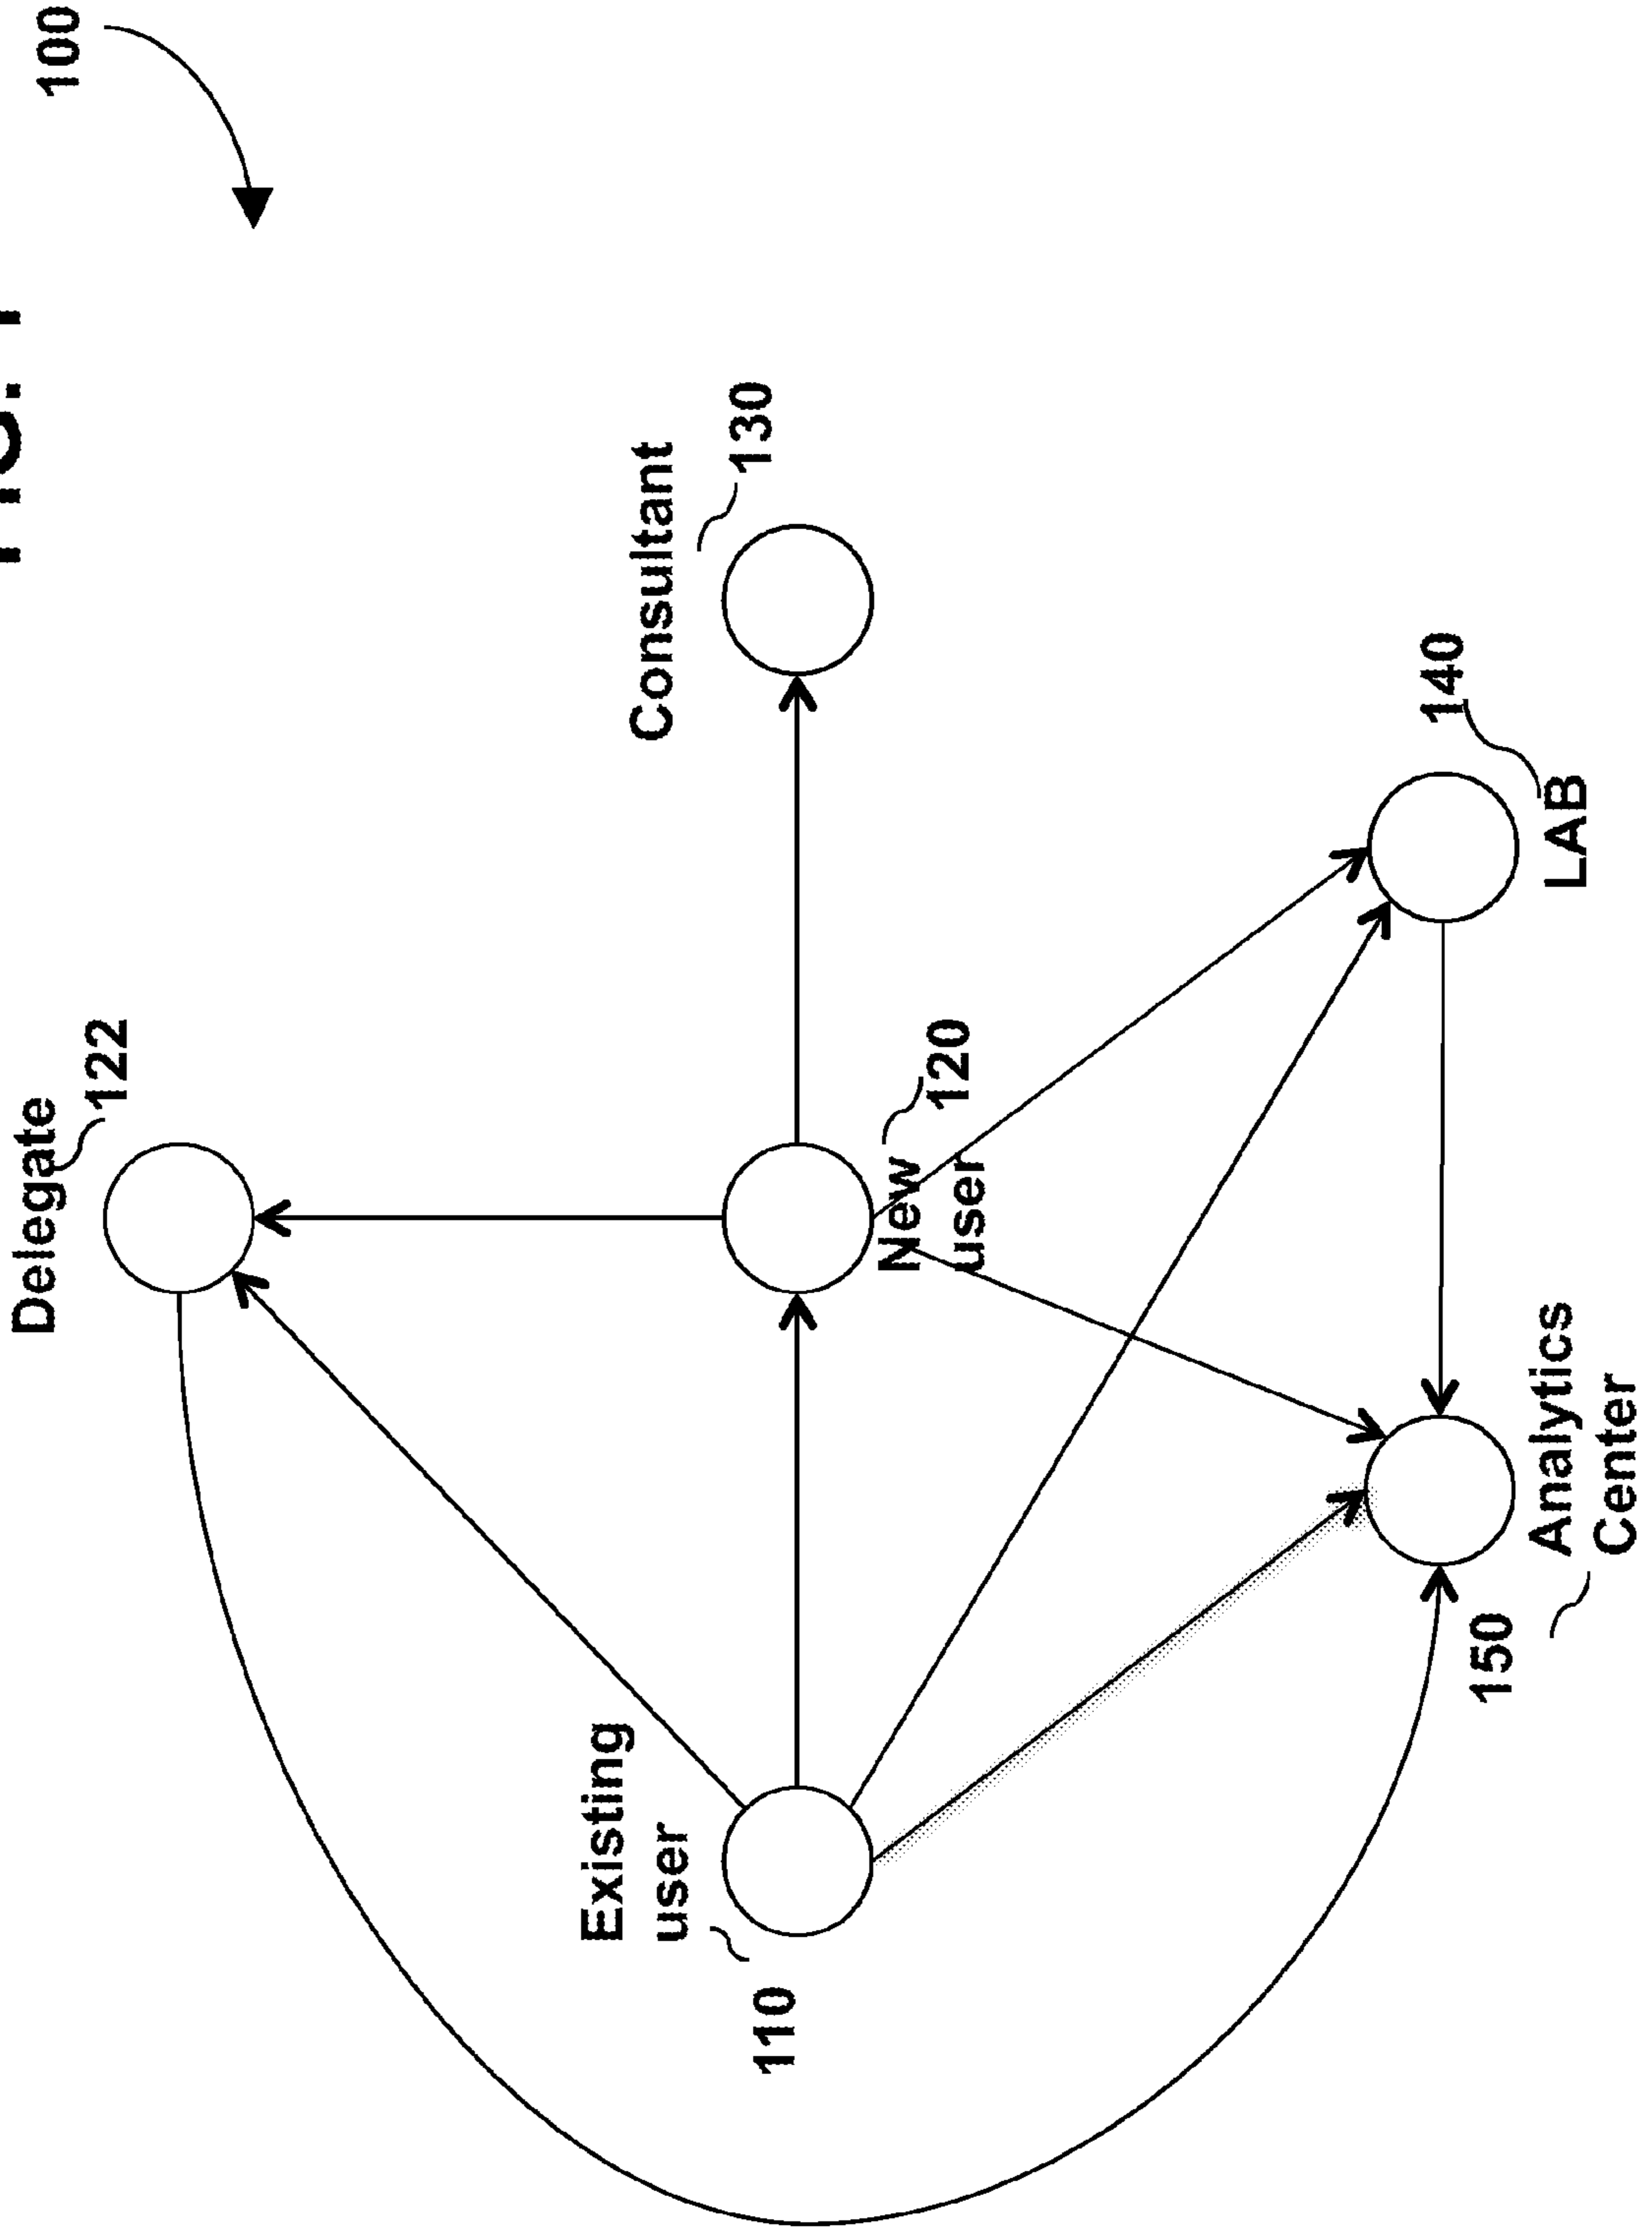 100
Delegate
122
Existing
user
110
Consultant
130
New
user
120
140
LAB
150
Analytics
Center